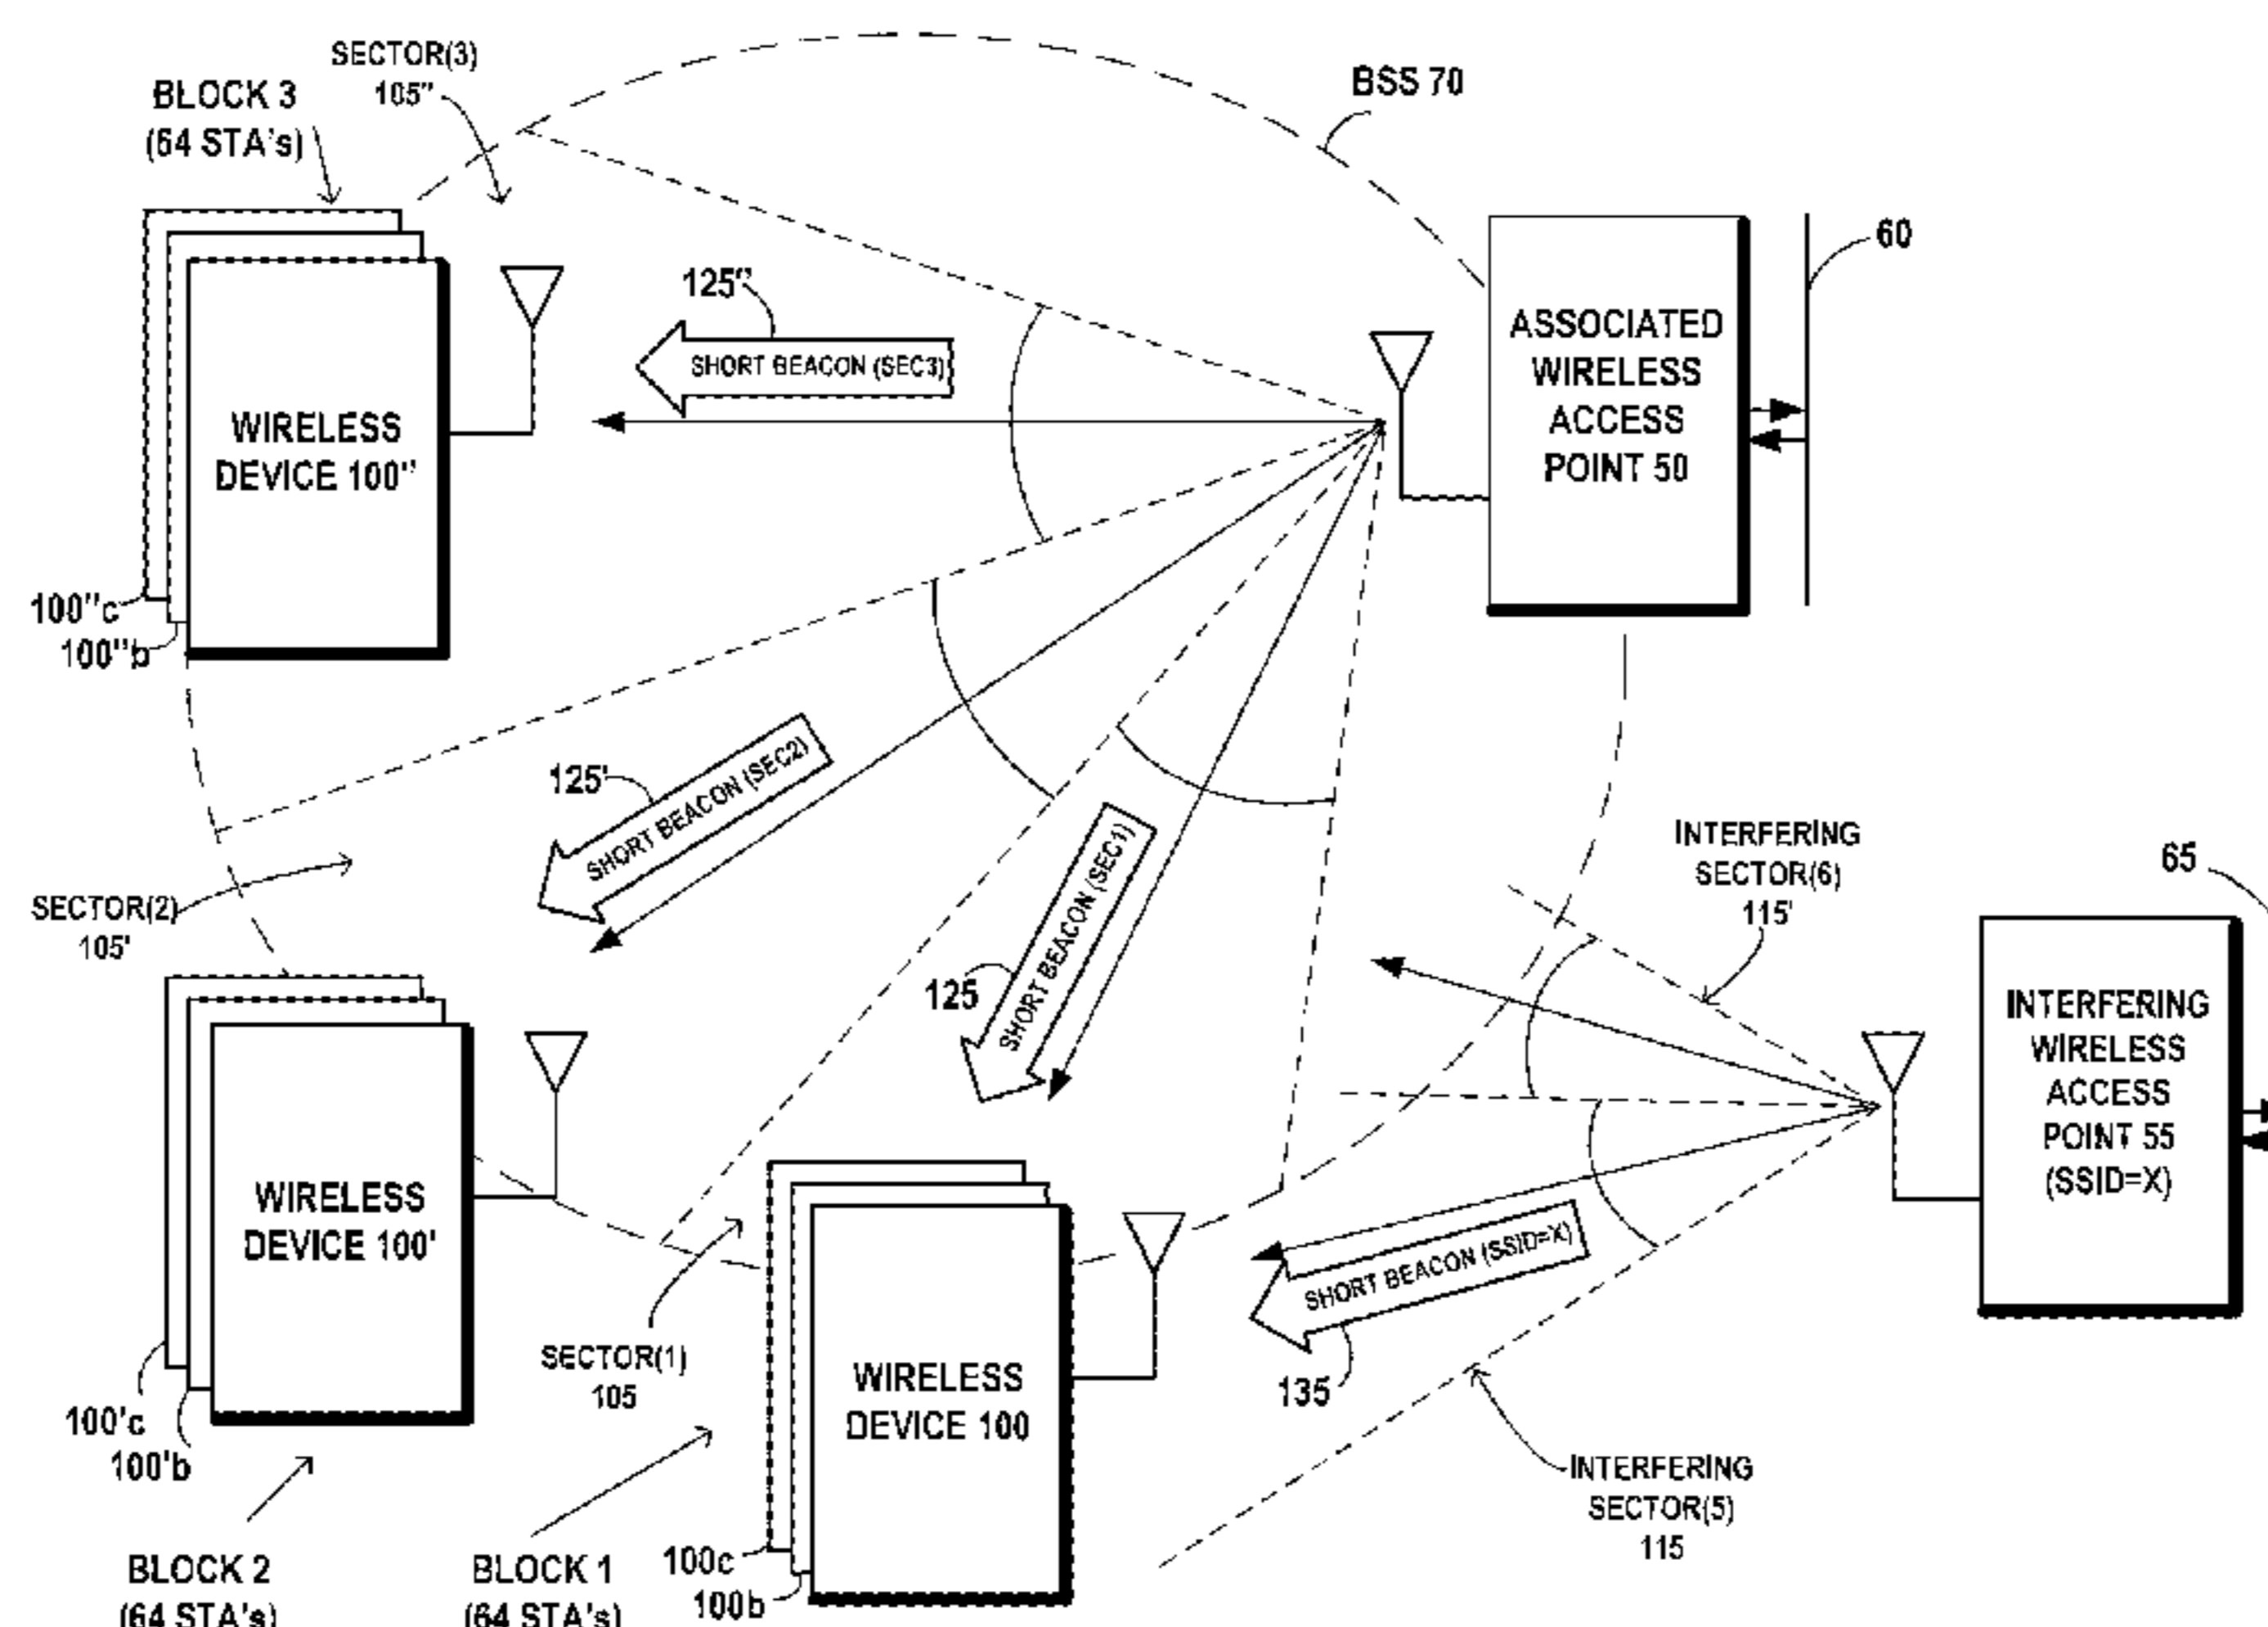 SECTOR(3)
105"
BLOCK 3
(64 STA's)
BSS 70
60
125"
SHORT BEACON (SEC3)
ASSOCIATED
WIRELESS
ACCESS
POINT 50
WIRELESS
DEVICE 100"
100"c
100"b
125'
SHORT BEACON (SEC2)
SECTOR(2)
105'
125
SHORT BEACON (SEC1)
INTERFERING
SECTOR(6)
115'
65
INTERFERING
WIRELESS
ACCESS
POINT 55
(SSID=X)
WIRELESS
DEVICE 100'
100'c
100'b
SECTOR(1)
105
WIRELESS
DEVICE 100
SHORT BEACON (SSID=X)
135
INTERFERING
SECTOR(5)
115
BLOCK 2
(64 STA's)
BLOCK 1
(64 STA's)
100c
100b